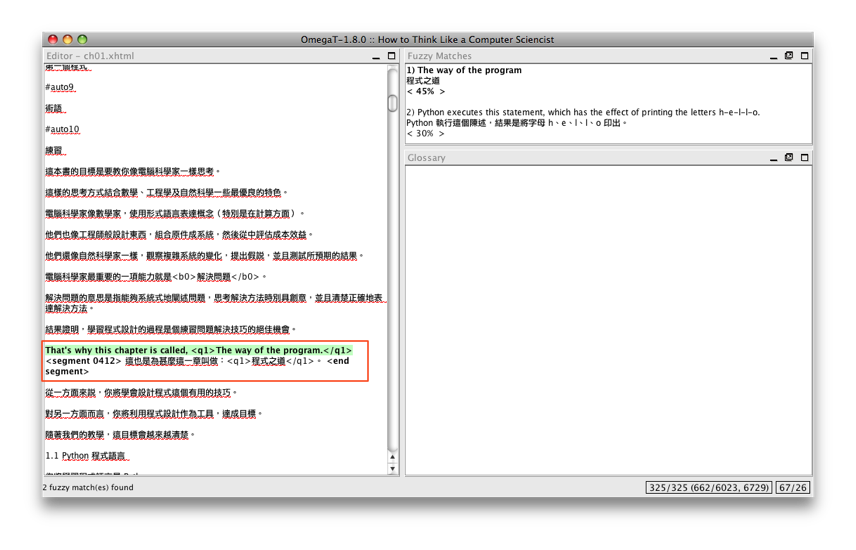 OmegaT-1.8.0 :: How to Think Like a Computer Sciencist
Editor - ch01.xhtml
第一個程式
#auto9
術語
#auto10
練習
這本書的目標是要教你像電腦科學家一樣思考。
這樣的思考方式結合數學、工程學及自然科學一些最優良的特色。
電腦科學家像數學家，使用形式語言表達概念（特別是在計算方面）。
他們也像工程師般設計東西，組合原件成系統，然後從中評估成本效益。
他們還像自然科學家一樣，觀察複雜系統的變化，提出假說，並且測試所預期的結果。
電腦科學家最重要的一項能力就是<b0>解決問題</b0>。
解決問題的意思是指能夠系統式地闡述問題，思考解決方法時別具創意，並且清楚正確地表
達解決方法。
結果證明，學習程式設計的過程是個練習問題解決技巧的絕佳機會。
That's why this chapter is called, <q1>The way of the program.</q1>
<segment 0412> 這也是為甚麼這一章叫做：<q1>程式之道</q1>。 <end
segment>
從一方面來說，你將學會設計程式這個有用的技巧。
對另一方面而言，你將利用程式設計作為工具，達成目標。
隨著我們的教學，這目標會越來越清楚。
1.1 Python 程式語言
Fuzzy Matches
1) The way of the program
程式之道
< 45% >
2) Python executes this statement, which has the effect of printing the letters h-e-l-l-o.
Python 執行這個陳述，結果是將字母 h、e、l、l、o 印出。
< 30% >
Glossary
2 fuzzy match(es) found
325/325 (662/6023, 6729)
67/26